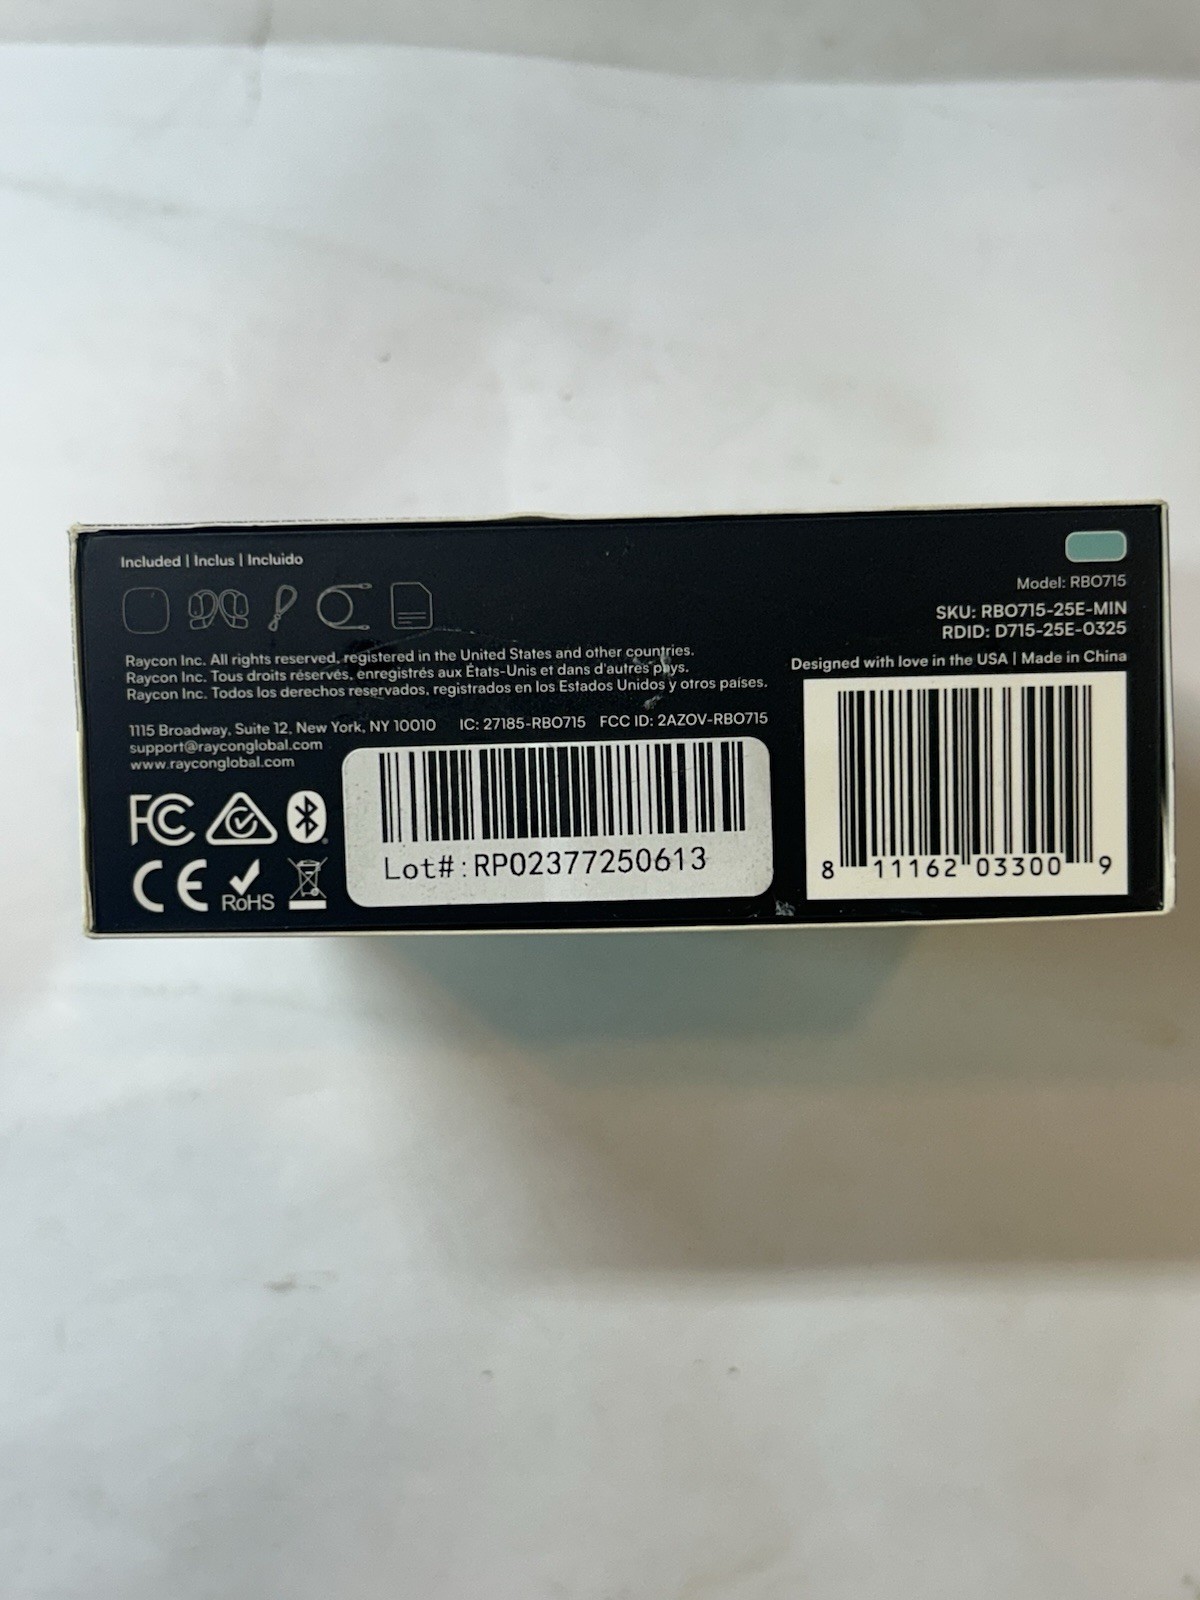 Included | Inclus | Incluido
Model: RBO715
SKU: RBO715-25E-MIN
RDID: D715-25E-0325
Designed with love in the USA | Made in China
Raycon Inc. All rights reserved, registered in the United States and other countries.
Raycon Inc. Tous droits réservés, enregistrés aux États-Unis et dans d'autres pays.
Raycon Inc. Todos los derechos reservados, registrados en los Estados Unidos y otros países.
1115 Broadway, Suite 12, New York, NY 10010 IC: 27185-RBO715 FCC ID: 2AZOV-RBO715
support@rayconglobal.com
www.rayconglobal.com
FC
CE RoHS
Lot#:RP02377250613
8 11162 03300 9